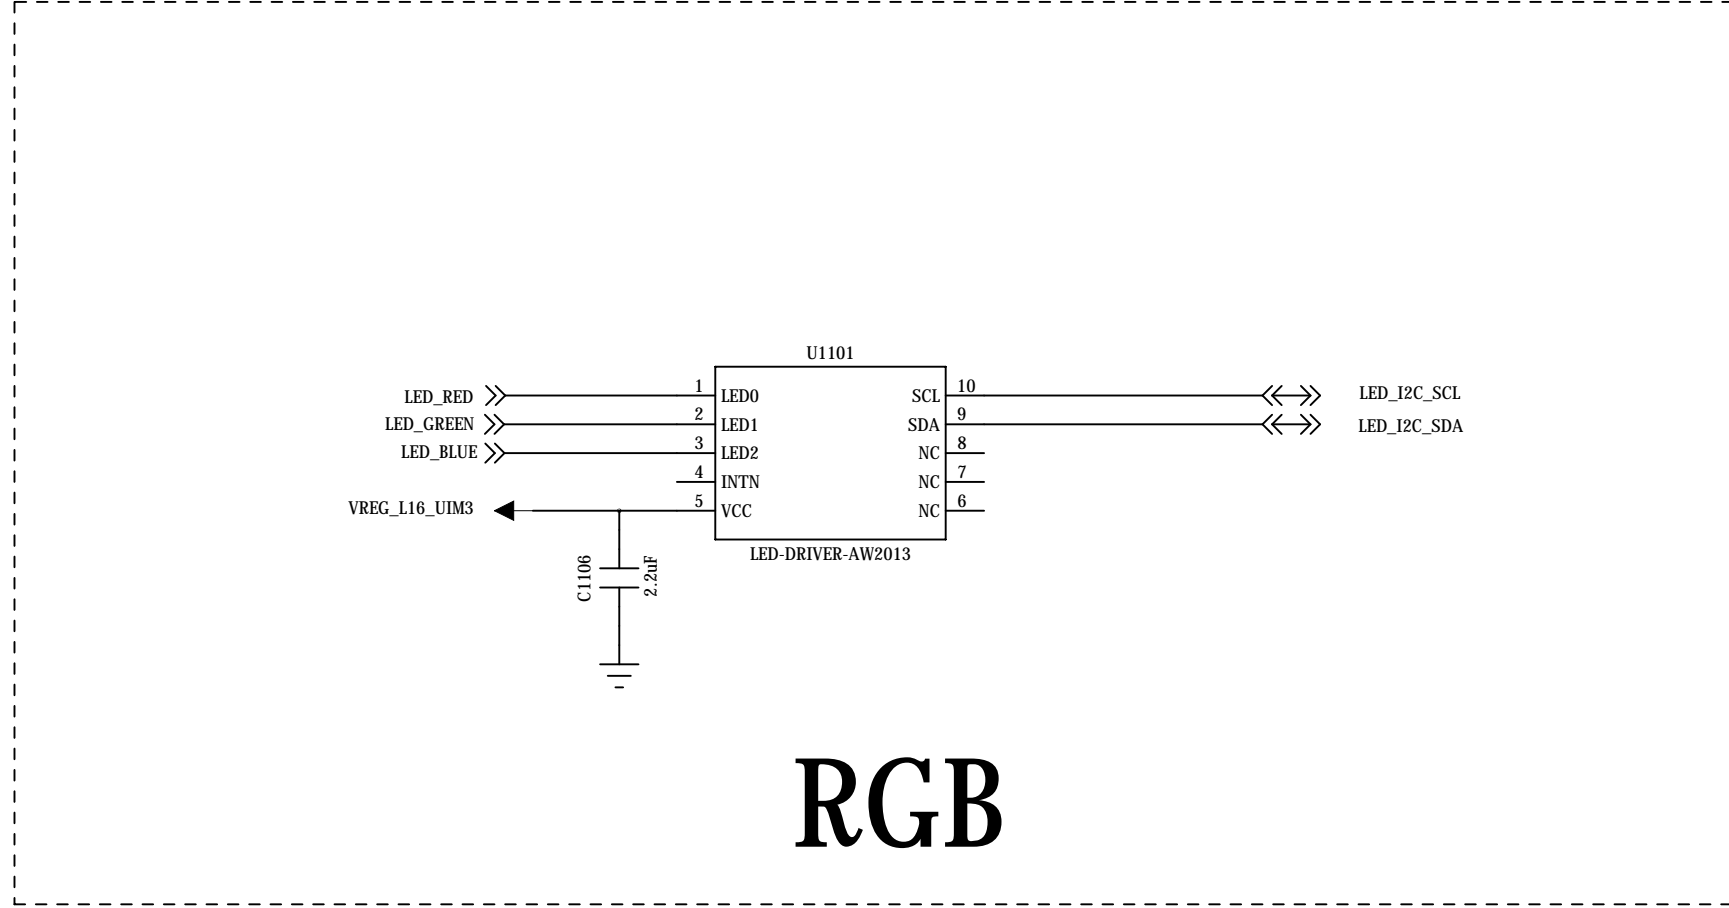 U1101
LED_RED 1 LED0 SCL 10 LED_I2C_SCL
LED_GREEN 2 LED1 SDA 9 LED_I2C_SDA
LED_BLUE 3 LED2 NC 8
4 INTN NC 7
VREG_L16_UIM3 5 VCC NC 6
LED-DRIVER-AW2013
C1106
2.2uF
RGB